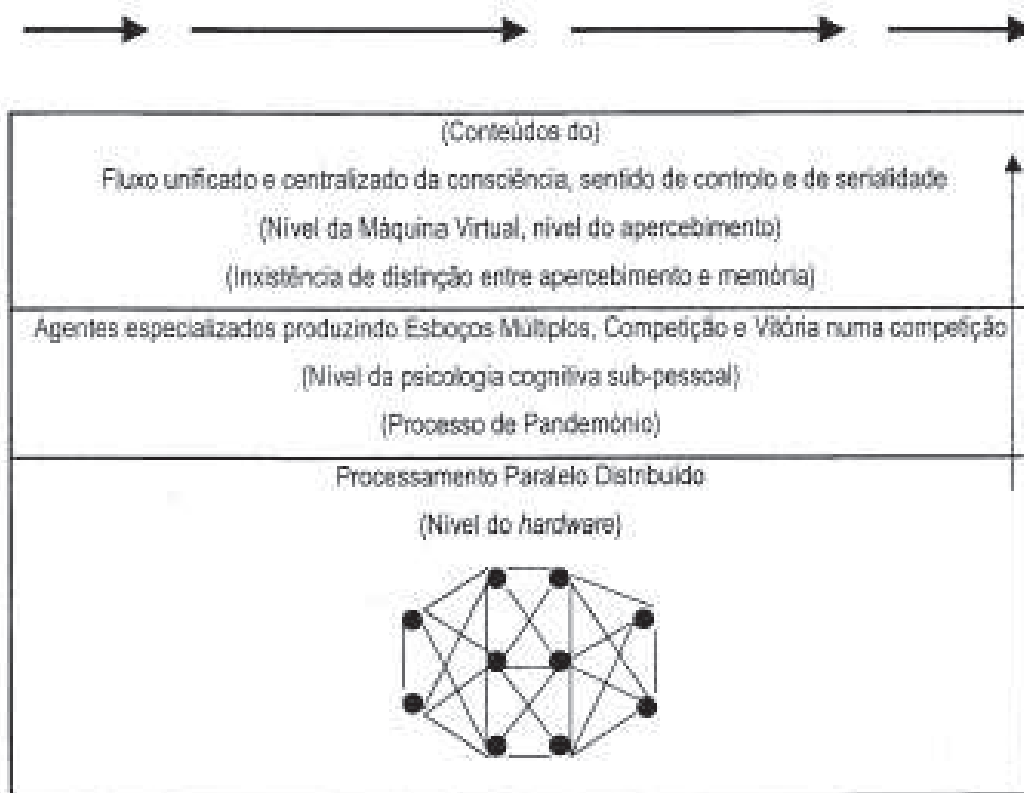 (Conteúdos do)
Fluxo unificado e centralizado da consciência, sentido de controlo e de serialidade
(Nível da Máquina Virtual, nível do apercebimento)
(Inxistência de distinção entre apercebimento e memória)
Agentes especializados produzindo Esboços Múltiplos, Competição e Vitória numa competição
(Nível da psicologia cognitiva sub-pessoal)
(Processo de Pandemónio)
Processamento Paralelo Distribuído
(Nível do hardware)